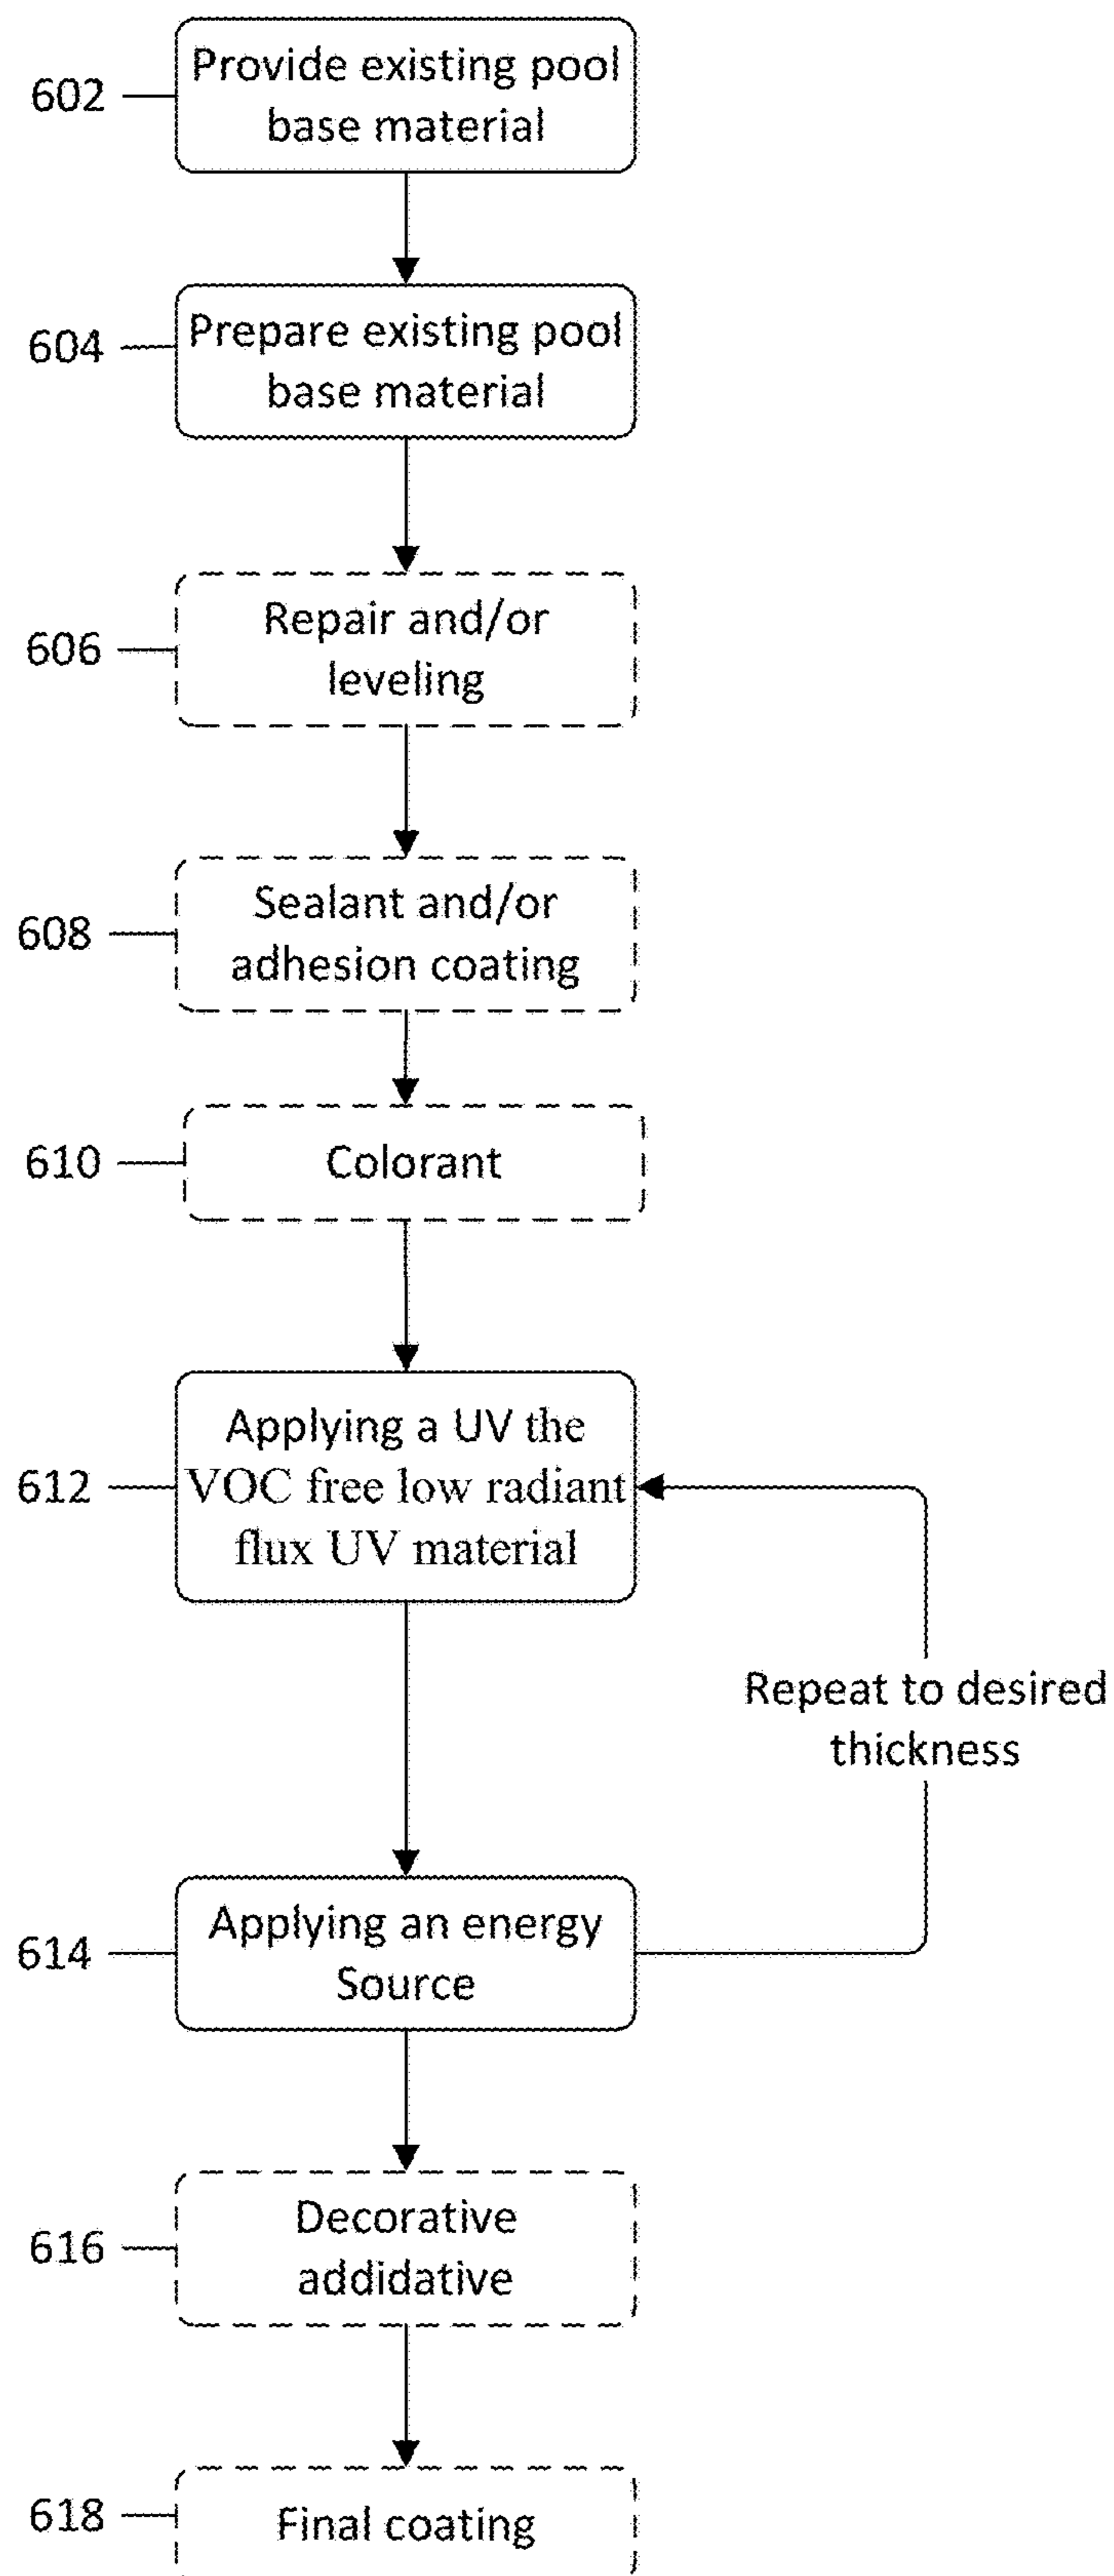 602
Provide existing pool
base material
604
Prepare existing pool
base material
606
Repair and/or
leveling
608
Sealant and/or
adhesion coating
610
Colorant
612
Applying a UV the
VOC free low radiant
flux UV material
Repeat to desired
thickness
614
Applying an energy
Source
616
Decorative
addidative
618
Final coating